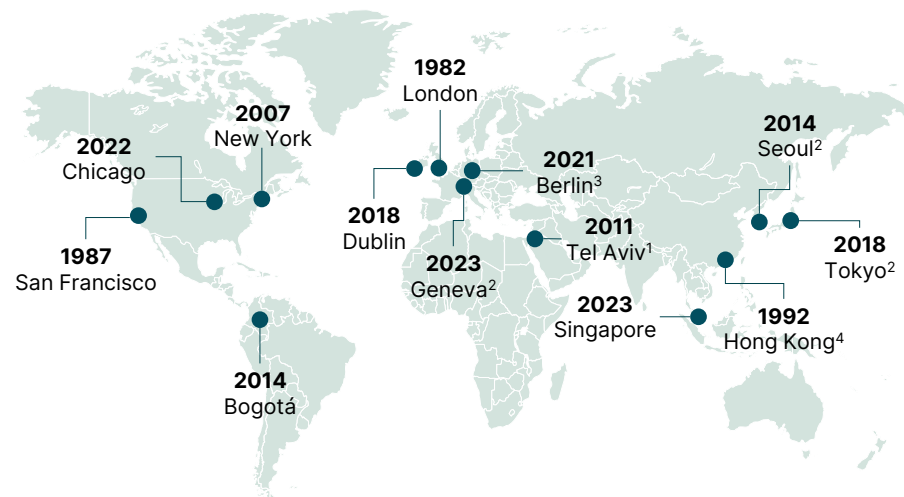 1982
London
2007
New York
2022
Chicago
2014
Seoul²
2021
Berlin³
2018
Dublin
2011
Tel Aviv¹
2018
Tokyo²
1987
San Francisco
2023
Geneva²
2023
Singapore
1992
Hong Kong⁴
2014
Bogotá